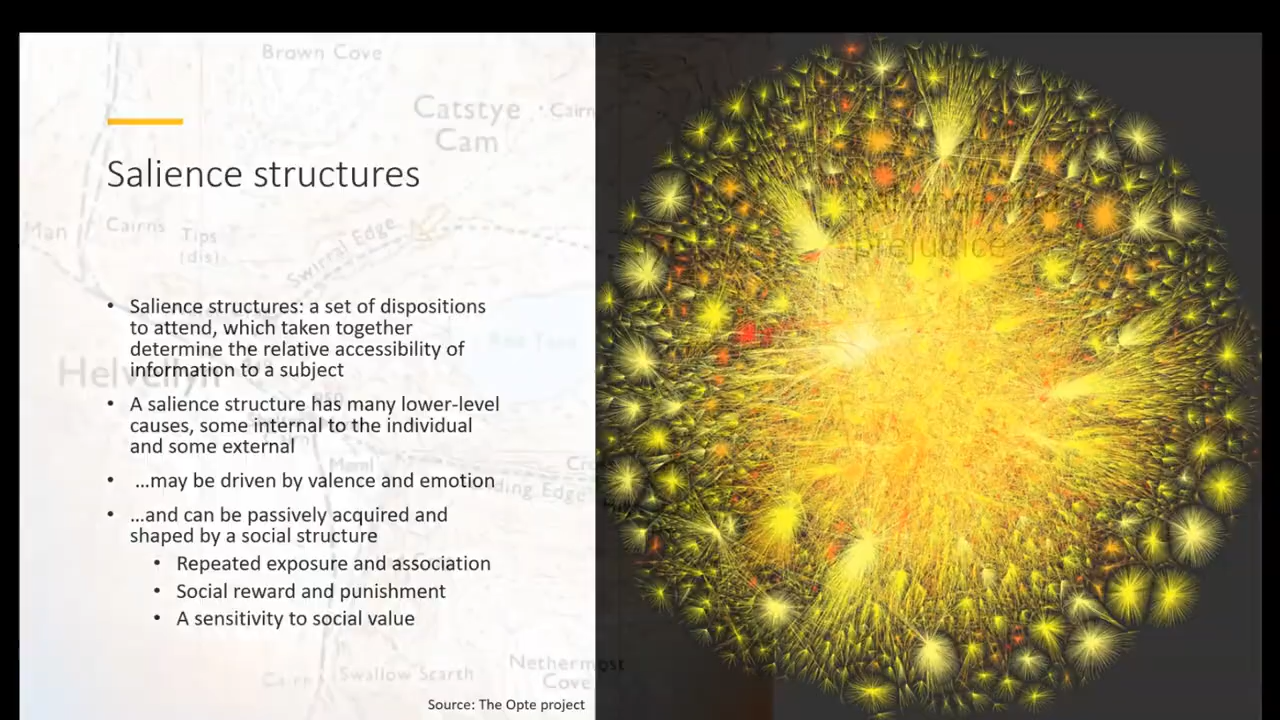 Brown Cove
Catstye
Cam
Cairn
Salience structures
Man
Cairns
Tips
(dis)
Swirral Edge
prejudice
• Salience structures: a set of dispositions
to attend, which taken together
determine the relative accessibility of
information to a subject
Helvellyn
• A salience structure has many lower-level
causes, some internal to the individual
and some external
• …may be driven by valence and emotion
• …and can be passively acquired and
shaped by a social structure
• Repeated exposure and association
• Social reward and punishment
• A sensitivity to social value
Swallow Scarth
Nethermost
Cove
Source: The Opte project